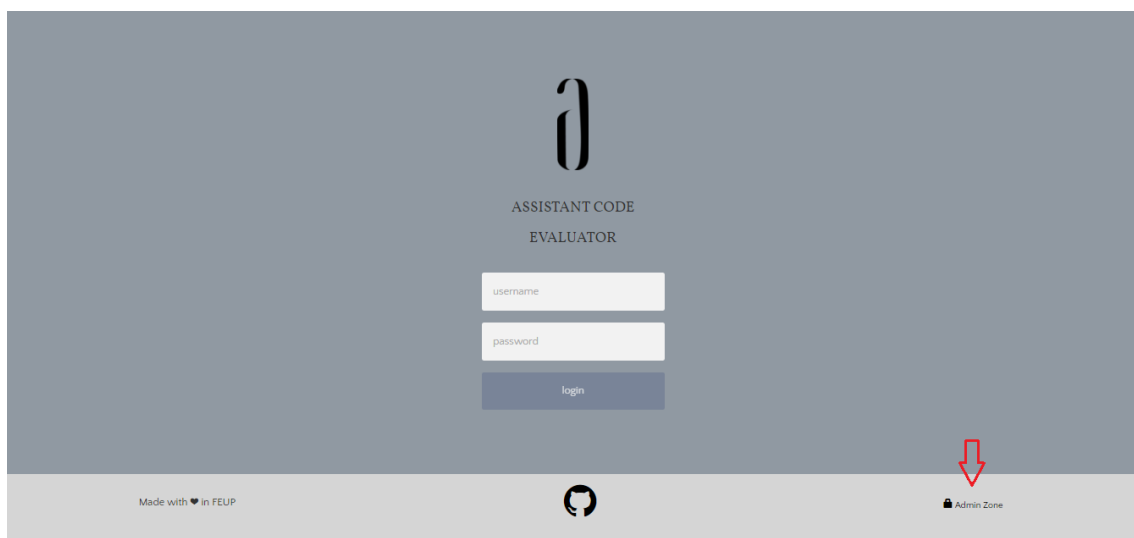 a
ASSISTANT CODE
EVALUATOR
username
password
login
Made with ❤ in FEUP
Admin Zone